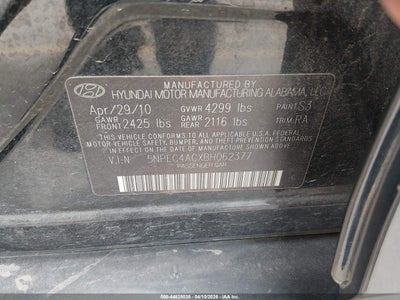 MANUFACTURED BY
HYUNDAI MOTOR MANUFACTURING ALABAMA, LLC
Apr/29/10 GVWR 4299 lbs PAINT S3
GAWR FRONT 2425 lbs GAWR REAR 2116 lbs TRIM RA
THIS VEHICLE CONFORMS TO ALL APPLICABLE U.S. FEDERAL
MOTOR VEHICLE SAFETY, BUMPER, AND THEFT PREVENTION STANDARDS
IN EFFECT ON THE DATE OF MANUFACTURE SHOWN ABOVE.
V.I.N: 5NPEC4ACXBH062377
PASSENGER CAR